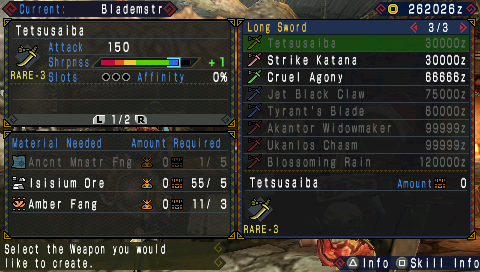 Current: Blademstr
262026z
Tetsusaiba
Attack 150
Shrpnss +1
RARE-3 Slots Affinity 0%
L 1/2 R
Material Needed Amount Required
Ancnt Mnstr Fng 0 1/ 5
Isisium Ore 0 55/ 5
Amber Fang 0 11/ 3
Select the Weapon you would
like to create.
Long Sword 3/3
Tetsusaiba 30000z
Strike Katana 30000z
Cruel Agony 66666z
Jet Black Claw 75000z
Tyrant's Blade 60000z
Akantor Widowmaker 99999z
Ukanlos Chasm 99999z
Blossoming Rain 120000z
Tetsusaiba Amount 0
RARE-3
Info Skill Info